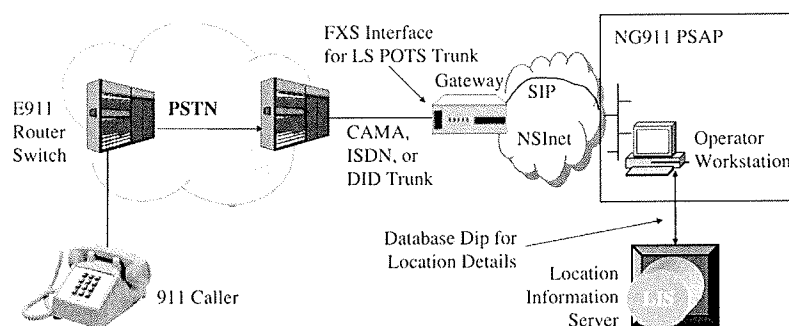 FXS Interface
for LS POTS Trunk
Gateway
NG911 PSAP
E911
Router
Switch
PSTN
SIP
NSInet
CAMA,
ISDN, or
DID Trunk
Operator
Workstation
Database Dip for
Location Details
911 Caller
Location
Information
Server
LIS